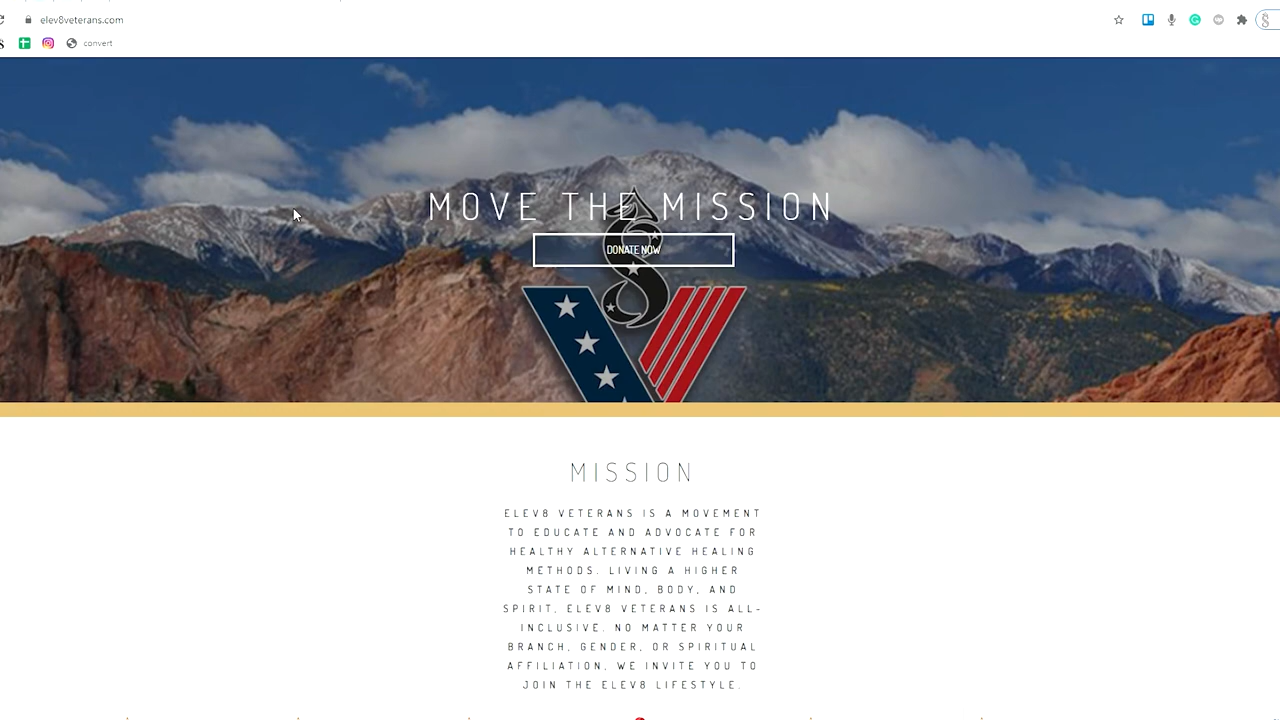 elev8veterans.com
convert
MOVE THE MISSION
DONATE NOW
MISSION
ELEV8 VETERANS IS A MOVEMENT
TO EDUCATE AND ADVOCATE FOR
HEALTHY ALTERNATIVE HEALING
METHODS. LIVING A HIGHER
STATE OF MIND, BODY, AND
SPIRIT, ELEV8 VETERANS IS ALL-
INCLUSIVE. NO MATTER YOUR
BRANCH, GENDER, OR SPIRITUAL
AFFILIATION, WE INVITE YOU TO
JOIN THE ELEV8 LIFESTYLE.